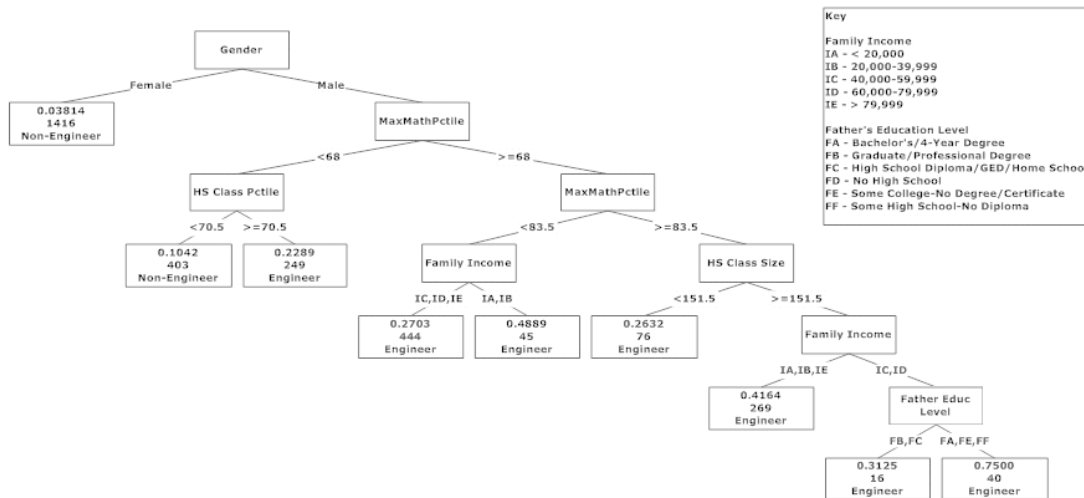 Gender
Female
Male
0.03814
1416
Non-Engineer
MaxMathPctile
<68
>=68
HS Class Pctile
MaxMathPctile
<70.5
>=70.5
<83.5
>=83.5
0.1042
403
Non-Engineer
0.2289
249
Engineer
Family Income
HS Class Size
IC,ID,IE
IA,IB
<151.5
>=151.5
0.2703
444
Engineer
0.4889
45
Engineer
0.2632
76
Engineer
Family Income
IA,IB,IE
IC,ID
0.4164
269
Engineer
Father Educ
Level
FB,FC
FA,FE,FF
0.3125
16
Engineer
0.7500
40
Engineer
Key
Family Income
IA - < 20,000
IB - 20,000-39,999
IC - 40,000-59,999
ID - 60,000-79,999
IE - > 79,999
Father's Education Level
FA - Bachelor's/4-Year Degree
FB - Graduate/Professional Degree
FC - High School Diploma/GED/Home School
FD - No High School
FE - Some College-No Degree/Certificate
FF - Some High School-No Diploma